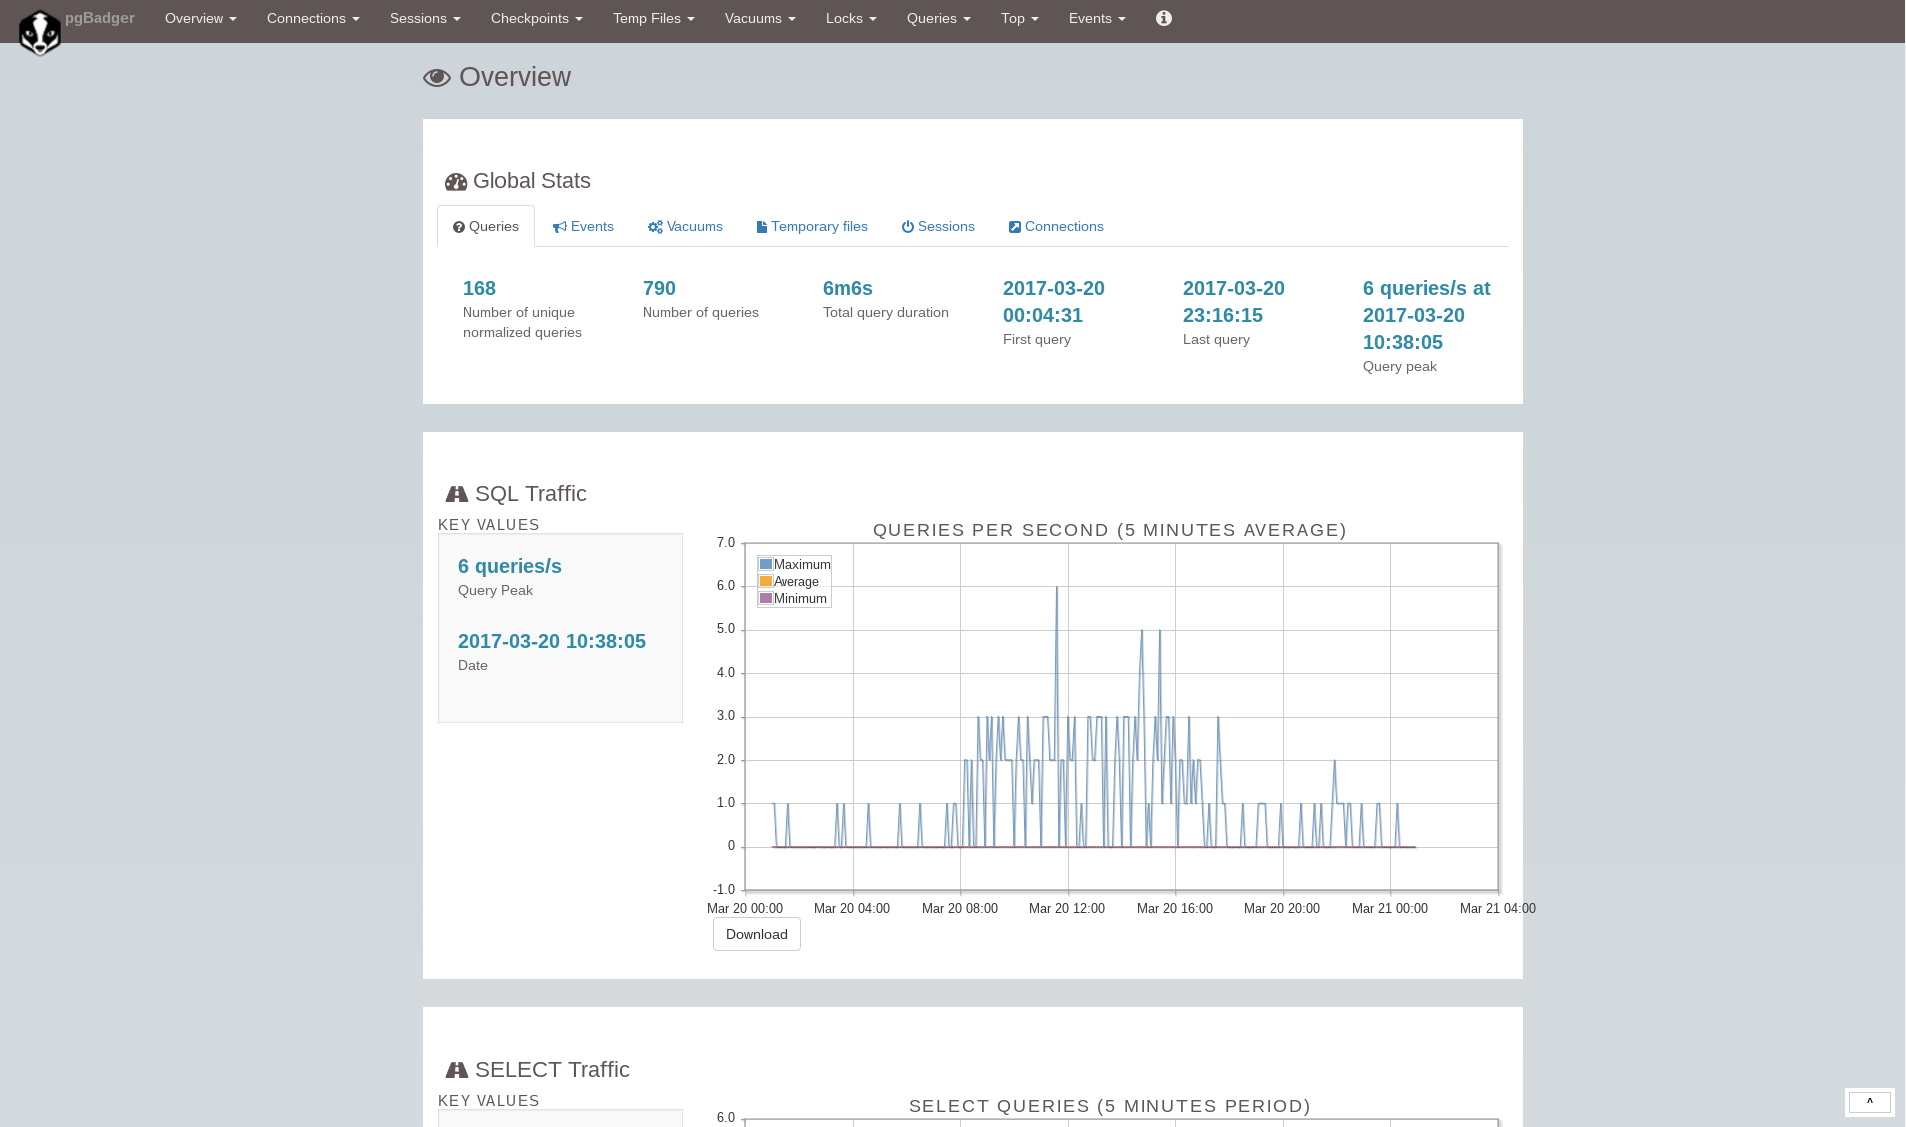 pgBadger Overview Connections Sessions Checkpoints Temp Files Vacuums Locks Queries Top Events
Overview
Global Stats
Queries Events Vacuums Temporary files Sessions Connections
168
Number of unique
normalized queries
790
Number of queries
6m6s
Total query duration
2017-03-20
00:04:31
First query
2017-03-20
23:16:15
Last query
6 queries/s at
2017-03-20
10:38:05
Query peak
SQL Traffic
KEY VALUES
6 queries/s
Query Peak
2017-03-20 10:38:05
Date
QUERIES PER SECOND (5 MINUTES AVERAGE)
7.0
6.0
5.0
4.0
3.0
2.0
1.0
0
-1.0
Maximum
Average
Minimum
Mar 20 00:00 Mar 20 04:00 Mar 20 08:00 Mar 20 12:00 Mar 20 16:00 Mar 20 20:00 Mar 21 00:00 Mar 21 04:00
Download
SELECT Traffic
KEY VALUES
SELECT QUERIES (5 MINUTES PERIOD)
6.0
^